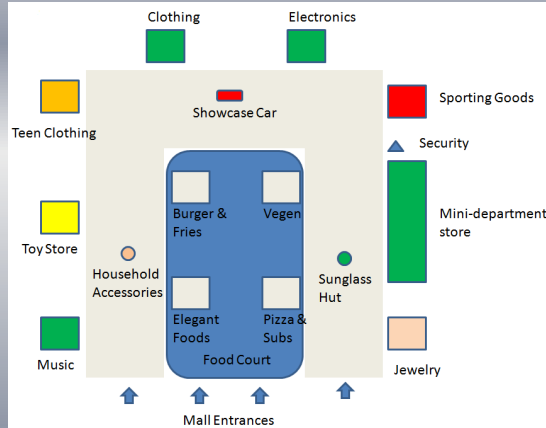 Clothing
Electronics
Showcase Car
Sporting Goods
Teen Clothing
Security
Burger &
Fries
Vegen
Mini-department
store
Toy Store
Household
Accessories
Sunglass
Hut
Elegant
Foods
Pizza &
Subs
Food Court
Music
Jewelry
Mall Entrances